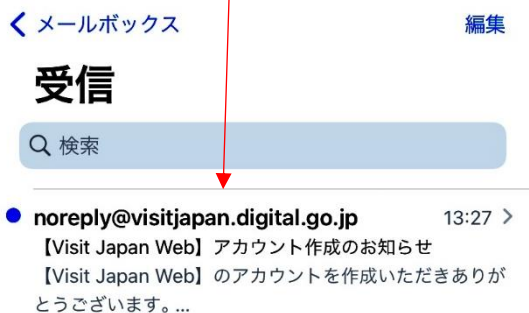 メールボックス 編集
受信
検索
noreply@visitjapan.digital.go.jp 13:27
【Visit Japan Web】アカウント作成のお知らせ
【Visit Japan Web】のアカウントを作成いただきありが
とうございます。...